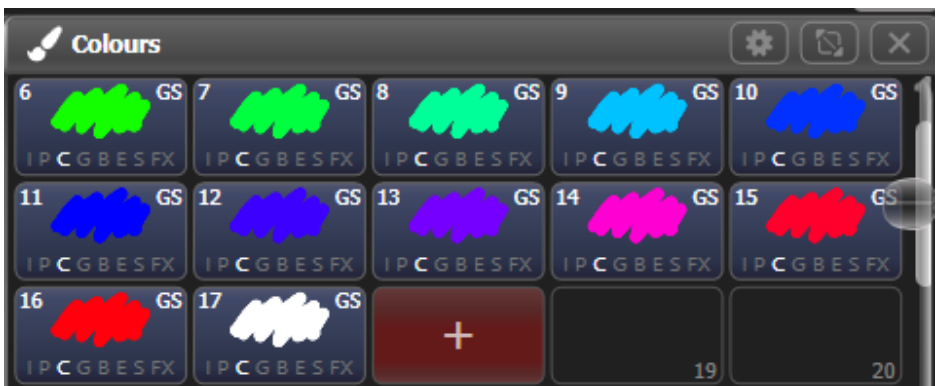 Colours
6 GS 7 GS 8 GS 9 GS 10 GS
I P C G B E S FX I P C G B E S FX I P C G B E S FX I P C G B E S FX I P C G B E S FX
11 GS 12 GS 13 GS 14 GS 15 GS
I P C G B E S FX I P C G B E S FX I P C G B E S FX I P C G B E S FX I P C G B E S FX
16 GS 17 GS
+
I P C G B E S FX I P C G B E S FX 19 20